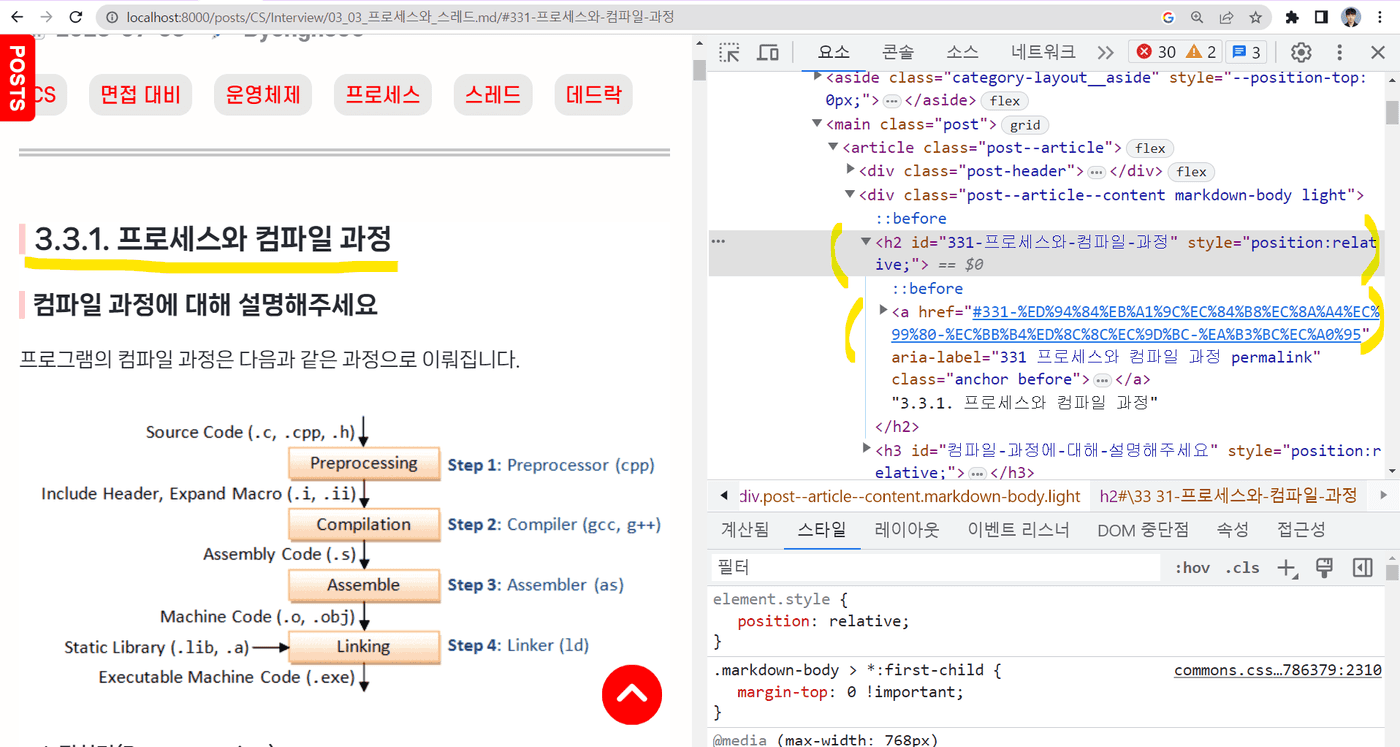 localhost:8000/posts/CS/Interview/03_03_프로세스와_스레드.md/#331-프로세스와-컴파일-과정
POSTS
CS
면접 대비
운영체제
프로세스
스레드
데드락
3.3.1. 프로세스와 컴파일 과정
컴파일 과정에 대해 설명해주세요
프로그램의 컴파일 과정은 다음과 같은 과정으로 이뤄집니다.
Source Code (.c, .cpp, .h)
Preprocessing
Step 1: Preprocessor (cpp)
Include Header, Expand Macro (.i, .ii)
Compilation
Step 2: Compiler (gcc, g++)
Assembly Code (.s)
Assemble
Step 3: Assembler (as)
Machine Code (.o, .obj)
Static Library (.lib, .a)
Linking
Step 4: Linker (ld)
Executable Machine Code (.exe)
요소
콘솔
소스
네트워크
30
2
3
<aside class="category-layout__aside" style="--position-top:
0px;"> … </aside> flex
<main class="post"> grid
<article class="post--article"> flex
<div class="post-header"> … </div> flex
<div class="post--article--content markdown-body light">
::before
<h2 id="331-프로세스와-컴파일-과정" style="position:relat
ive;"> == $0
::before
<a href="#331-%ED%94%84%EB%A1%9C%EC%84%B8%EC%8A%A4%EC%
99%80-%EC%BB%B4%ED%8C%8C%EC%9D%BC-%EA%B3%BC%EC%A0%95"
aria-label="331 프로세스와 컴파일 과정 permalink"
class="anchor before"> … </a>
"3.3.1. 프로세스와 컴파일 과정"
</h2>
<h3 id="컴파일-과정에-대해-설명해주세요" style="position:r
elative;"> … </h3>
div.post--article--content.markdown-body.light
h2#\33 31-프로세스와-컴파일-과정
계산됨
스타일
레이아웃
이벤트 리스너
DOM 중단점
속성
접근성
필터
:hov
.cls
element.style {
position: relative;
}
.markdown-body > *:first-child {
commons.css…786379:2310
margin-top: 0 !important;
}
@media (max-width: 768px)